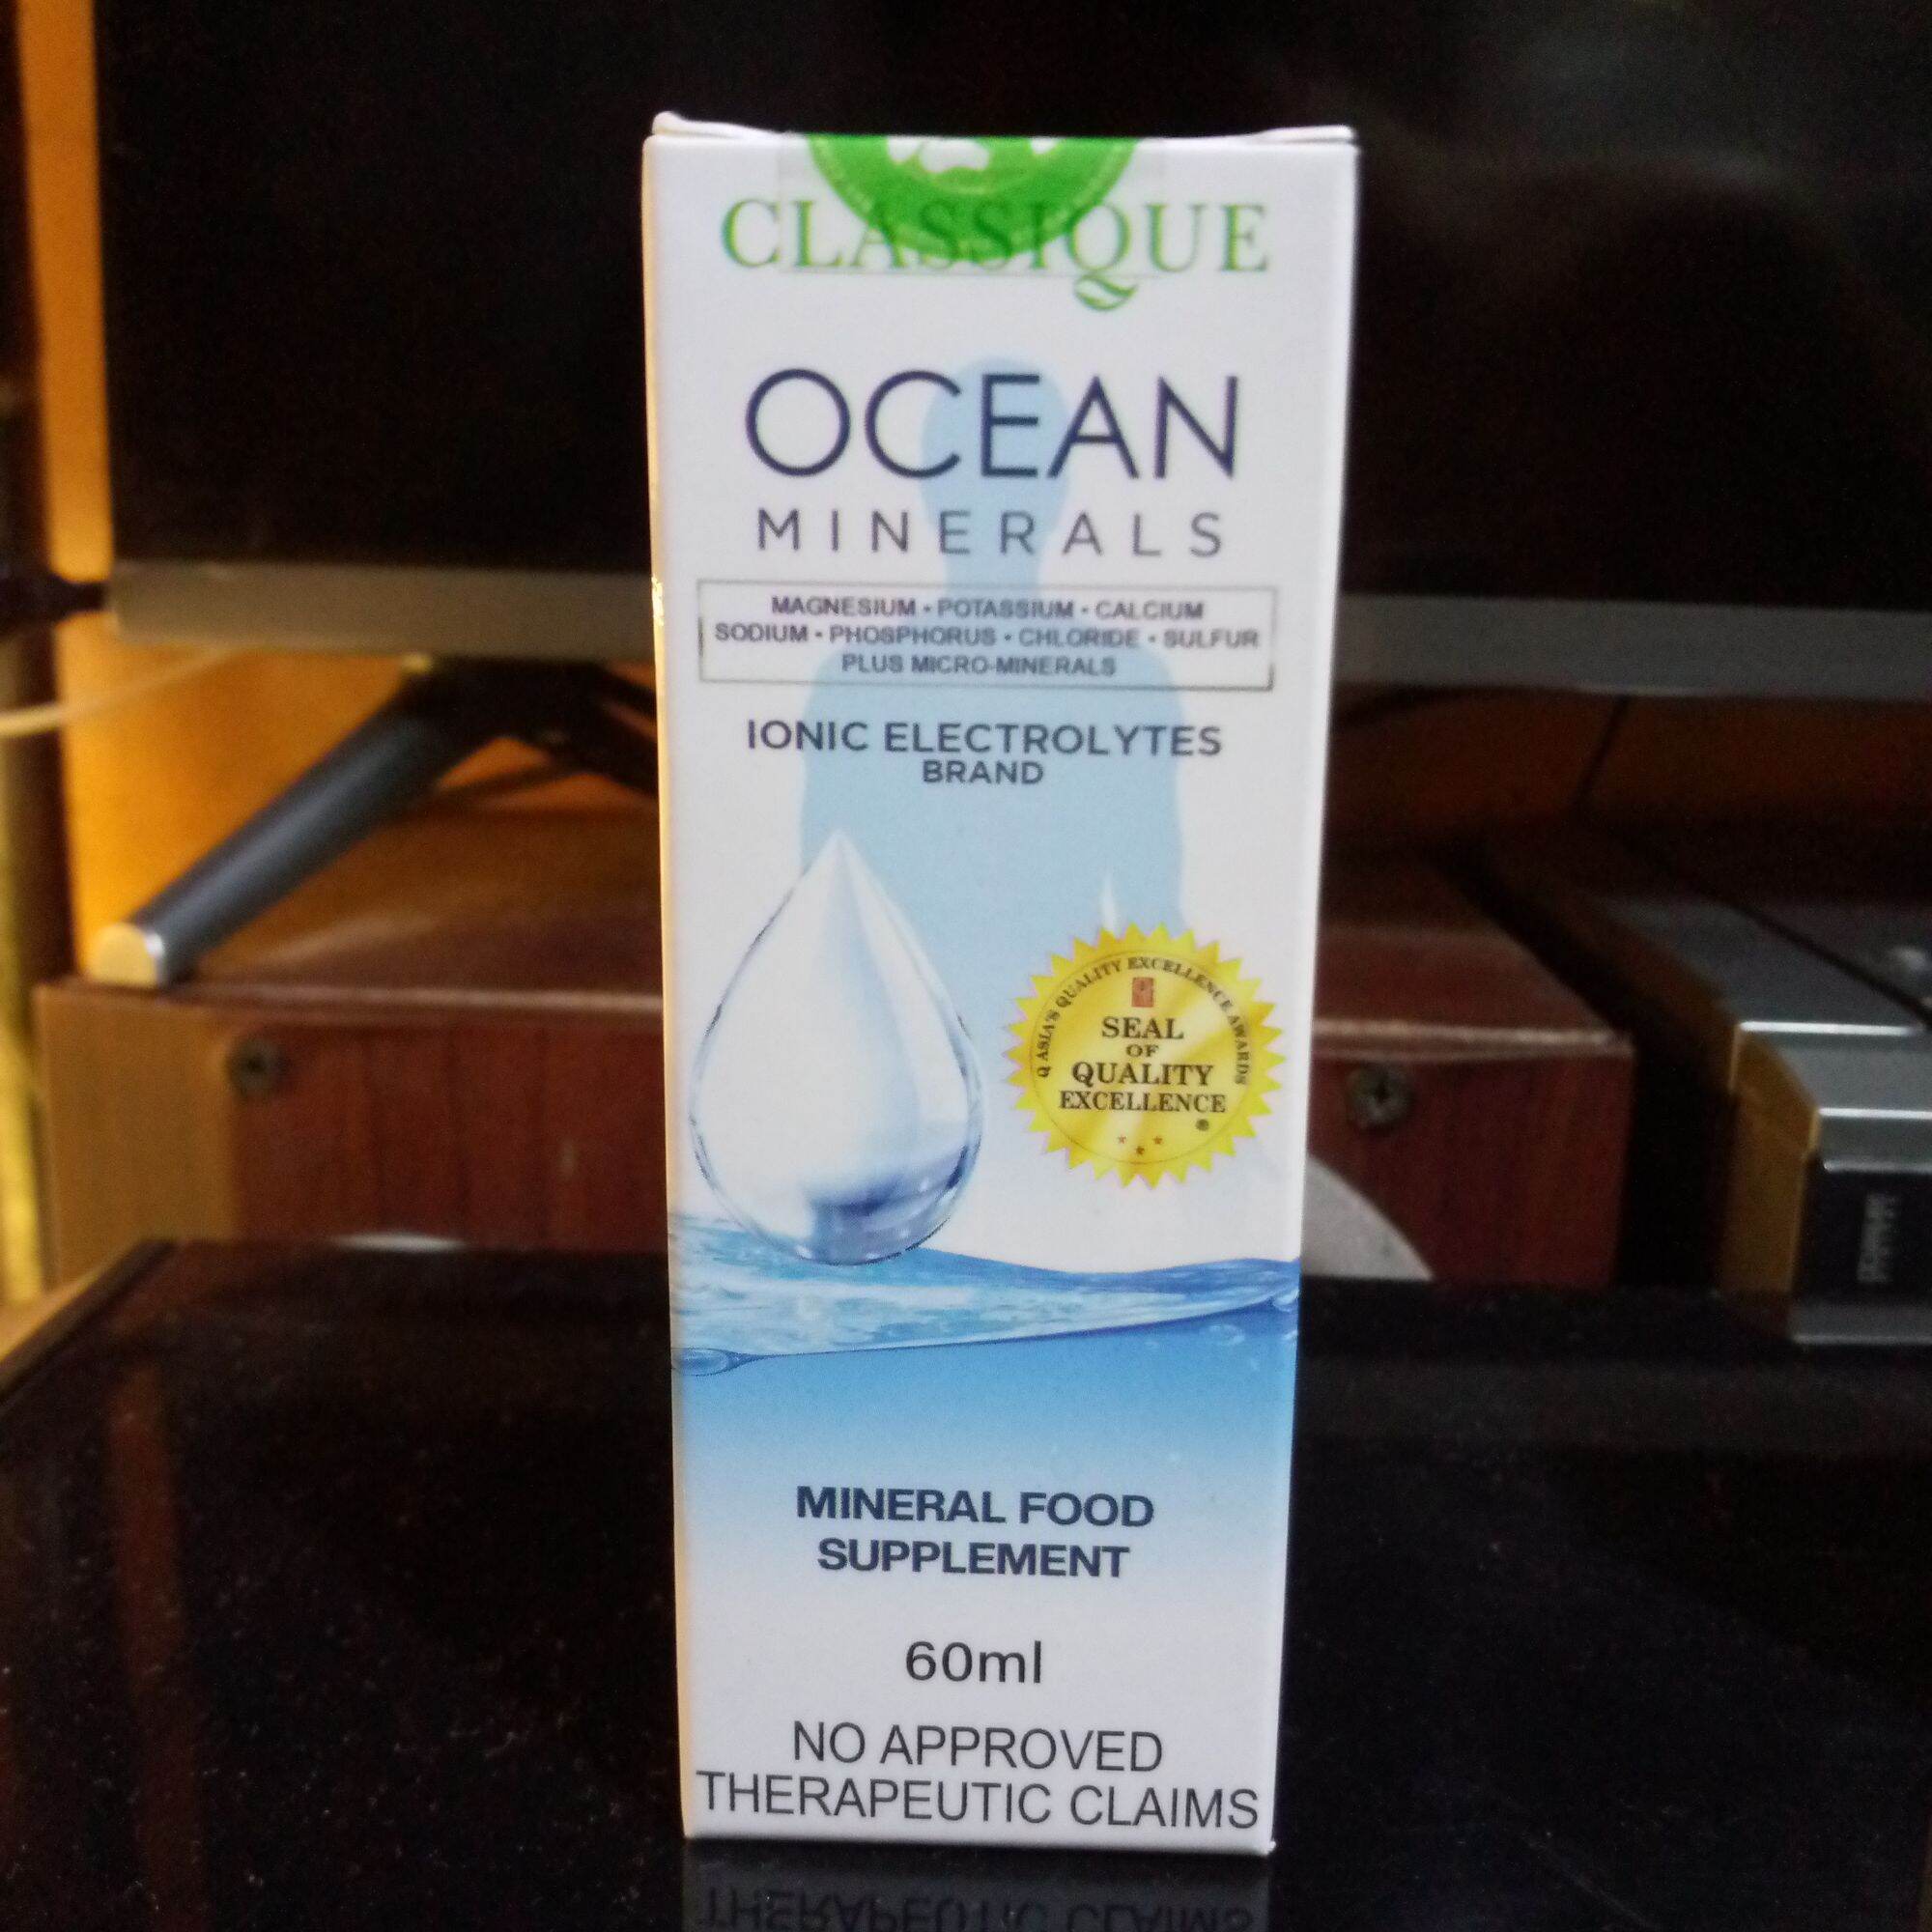 CLASSIQUE
OCEAN
MINERALS
MAGNESIUM • POTASSIUM • CALCIUM
SODIUM • PHOSPHORUS • CHLORIDE • SULFUR
PLUS MICRO-MINERALS
IONIC ELECTROLYTES
BRAND
Q ASIA'S QUALITY EXCELLENCE AWARDS
SEAL
OF
QUALITY
EXCELLENCE
®
MINERAL FOOD
SUPPLEMENT
60ml
NO APPROVED
THERAPEUTIC CLAIMS